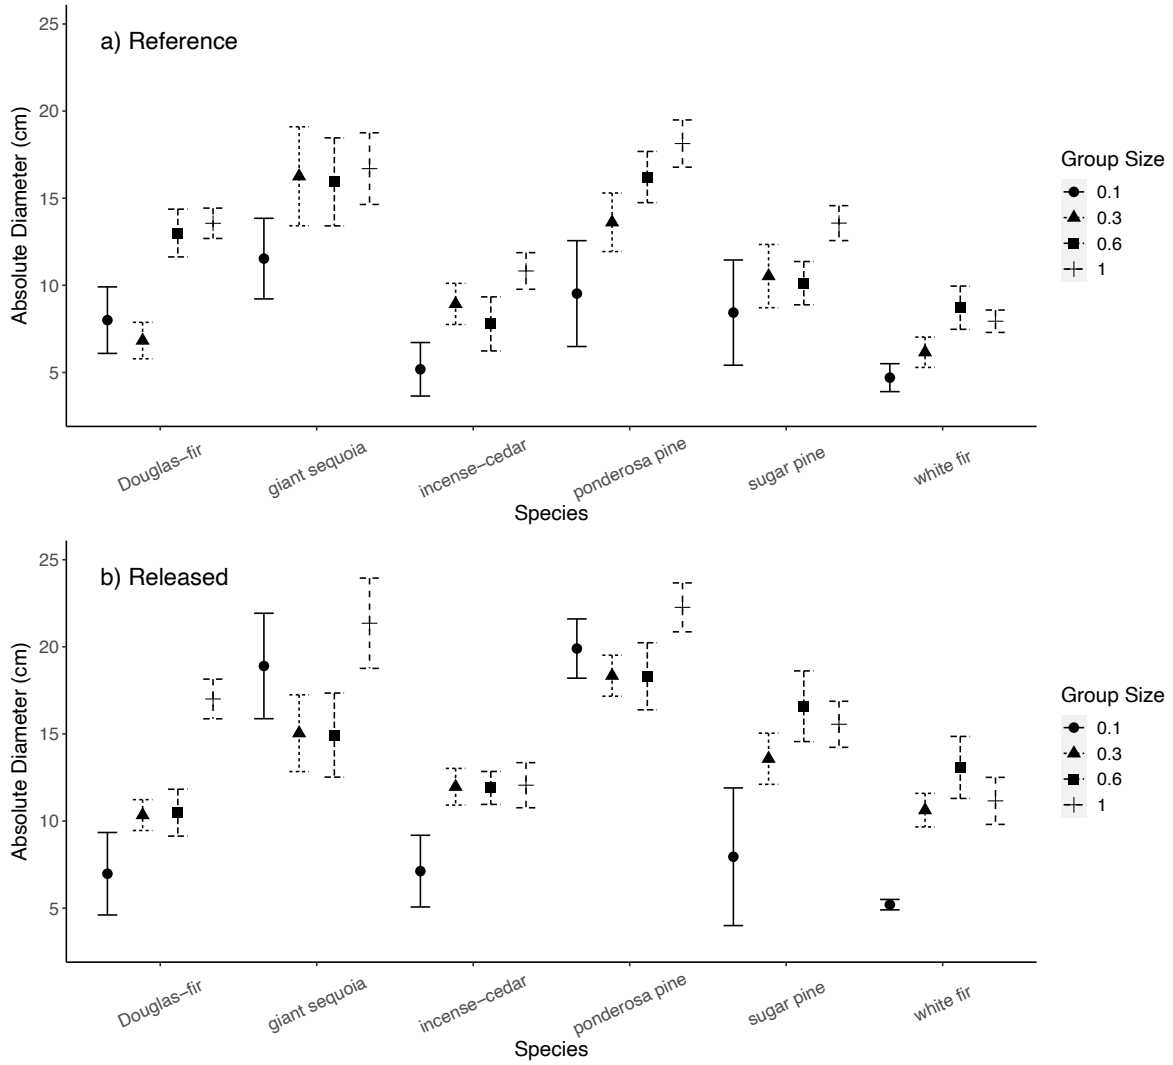 a) Reference
Absolute Diameter (cm)
25
20
15
10
5
Douglas–fir
giant sequoia
incense–cedar
ponderosa pine
sugar pine
white fir
Species
Group Size
0.1
0.3
0.6
1
b) Released
Absolute Diameter (cm)
25
20
15
10
5
Douglas–fir
giant sequoia
incense–cedar
ponderosa pine
sugar pine
white fir
Species
Group Size
0.1
0.3
0.6
1